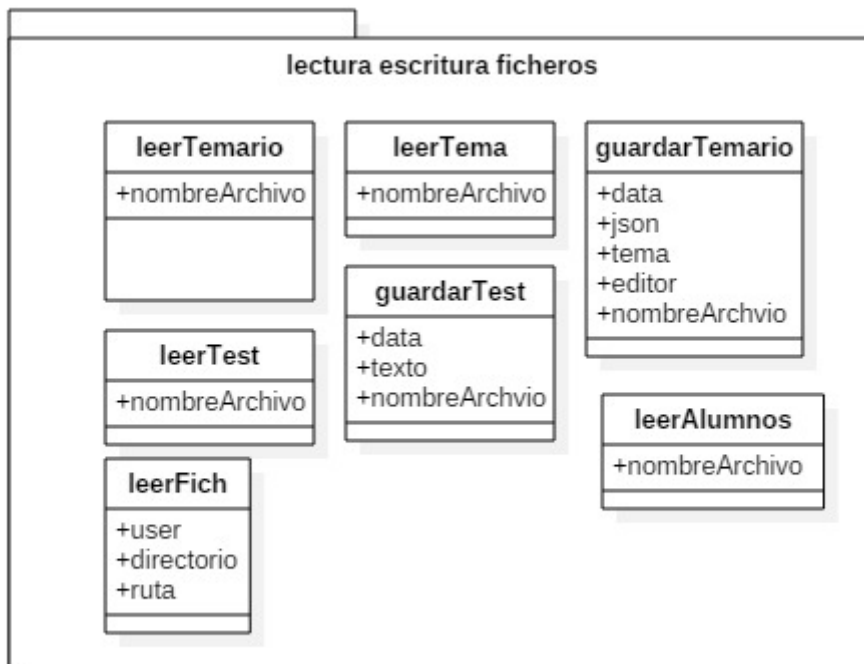 lectura escritura ficheros
leerTemario
+nombreArchivo
leerTema
+nombreArchivo
guardarTemario
+data
+json
+tema
+editor
+nombreArchvio
guardarTest
+data
+texto
+nombreArchvio
leerTest
+nombreArchivo
leerAlumnos
+nombreArchivo
leerFich
+user
+directorio
+ruta